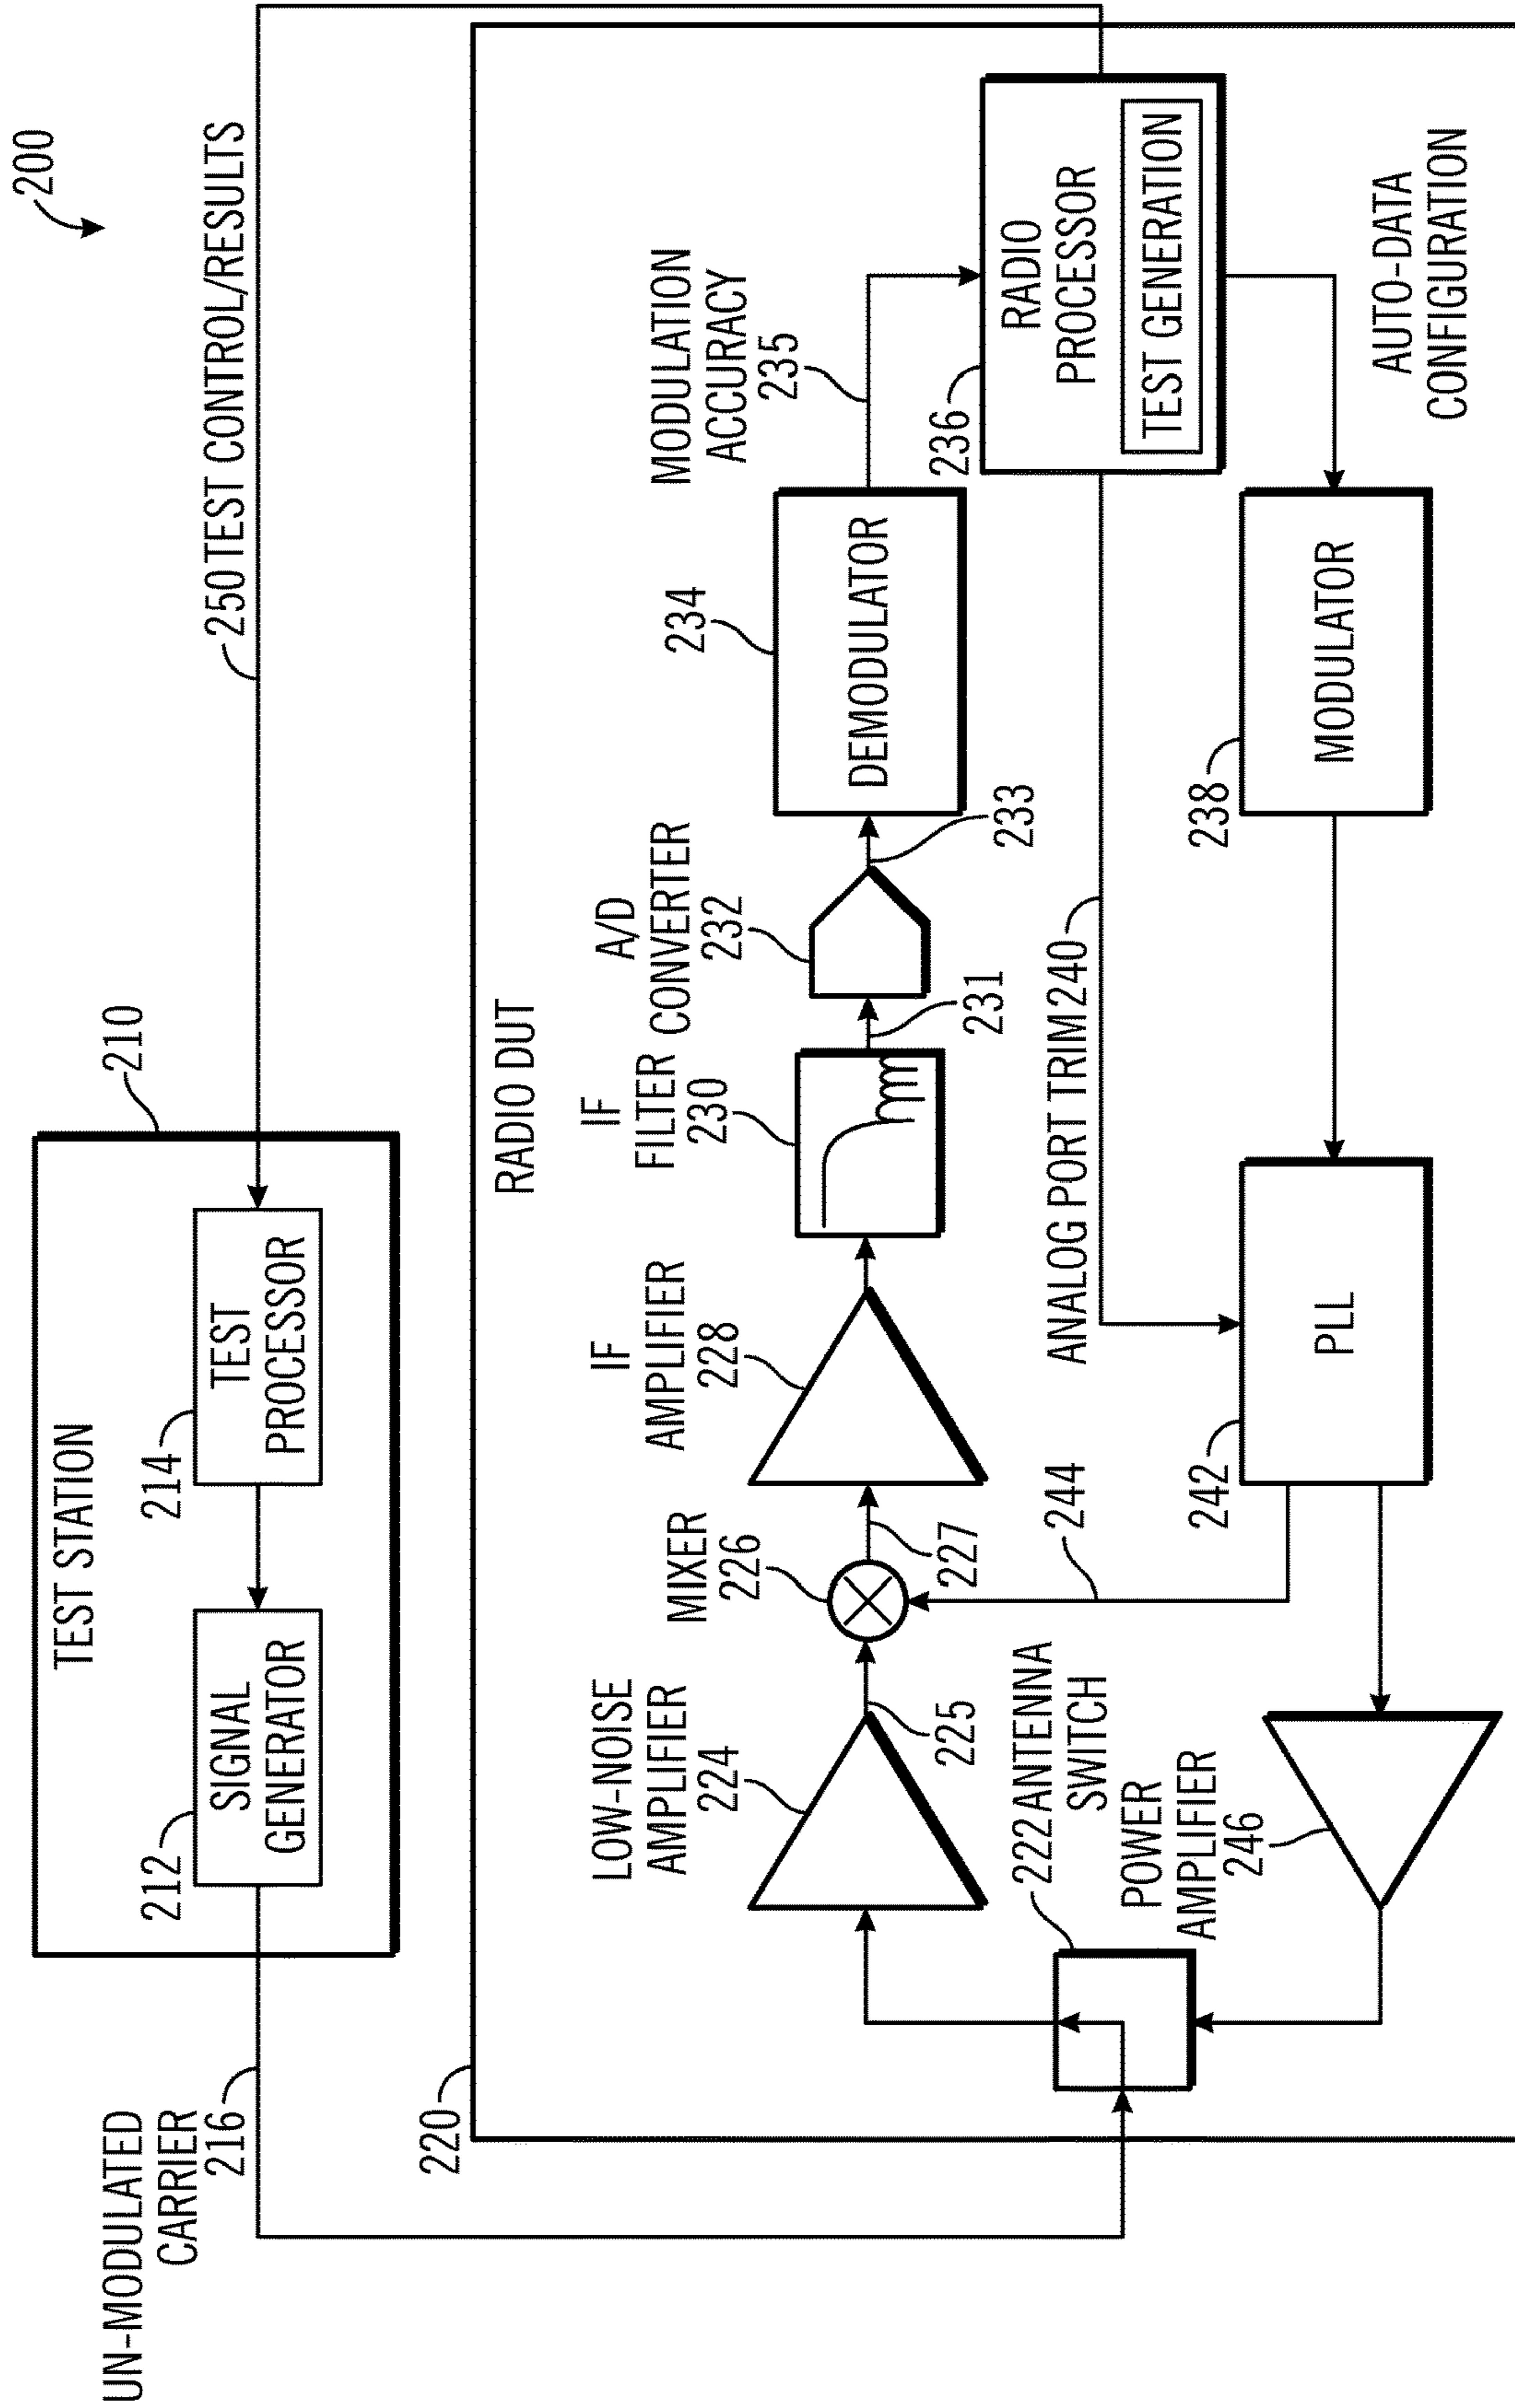 200
UN-MODULATED
CARRIER
216
TEST STATION
210
212
SIGNAL
GENERATOR
214
TEST
PROCESSOR
250 TEST CONTROL/RESULTS
220
RADIO DUT
LOW-NOISE
AMPLIFIER
224
225
MIXER
226
227
IF
AMPLIFIER
228
IF
FILTER
230
231
A/D
CONVERTER
232
233
234
DEMODULATOR
MODULATION
ACCURACY
235
236
RADIO
PROCESSOR
TEST GENERATION
222 ANTENNA
SWITCH
POWER
AMPLIFIER
246
244
242
PLL
ANALOG PORT TRIM 240
238
MODULATOR
AUTO-DATA
CONFIGURATION